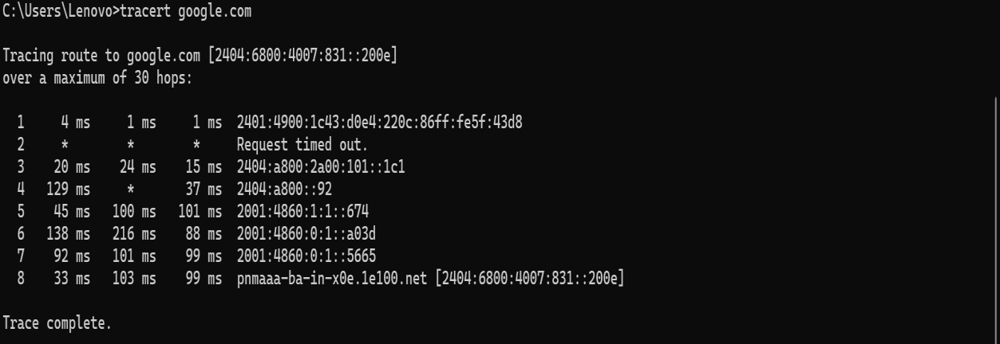 C:\Users\Lenovo>tracert google.com
Tracing route to google.com [2404:6800:4007:831::200e]
over a maximum of 30 hops:
1 4 ms 1 ms 1 ms 2401:4900:1c43:d0e4:220c:86ff:fe5f:43d8
2 * * * Request timed out.
3 20 ms 24 ms 15 ms 2404:a800:2a00:101::1c1
4 129 ms * 37 ms 2404:a800::92
5 45 ms 100 ms 101 ms 2001:4860:1:1::674
6 138 ms 216 ms 88 ms 2001:4860:0:1::a03d
7 92 ms 101 ms 99 ms 2001:4860:0:1::5665
8 33 ms 103 ms 99 ms pnmaaa-ba-in-x0e.1e100.net [2404:6800:4007:831::200e]
Trace complete.